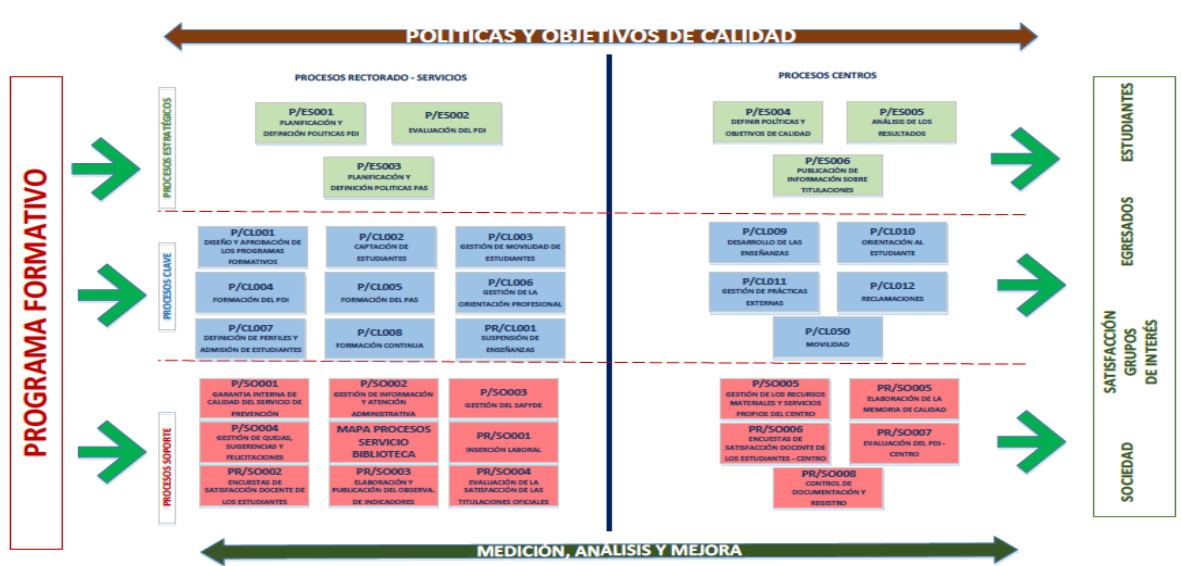 POLITICAS Y OBJETIVOS DE CALIDAD
PROGRAMA FORMATIVO
PROCESOS RECTORADO - SERVICIOS
PROCESOS CENTROS
PROCESOS ESTRATÉGICOS
P/ES001
PLANIFICACIÓN Y
DEFINICIÓN POLITICAS PDI
P/ES002
EVALUACIÓN DEL PDI
P/ES003
PLANIFICACIÓN Y
DEFINICIÓN POLITICAS PAS
P/ES004
DEFINIR POLÍTICAS Y
OBJETIVOS DE CALIDAD
P/ES005
ANÁLISIS DE LOS
RESULTADOS
P/ES006
PUBLICACIÓN DE
INFORMACIÓN SOBRE
TITULACIONES
PROCESOS CLAVE
P/CL001
DISEÑO Y APROBACIÓN DE
LOS PROGRAMAS
FORMATIVOS
P/CL002
CAPTACIÓN DE
ESTUDIANTES
P/CL003
GESTIÓN DE MOVILIDAD DE
ESTUDIANTES
P/CL004
FORMACIÓN DEL PDI
P/CL005
FORMACIÓN DEL PAS
P/CL006
GESTIÓN DE LA
ORIENTACIÓN PROFESIONAL
P/CL007
DEFINICIÓN DE PERFILES Y
ADMISIÓN DE ESTUDIANTES
P/CL008
FORMACIÓN CONTINUA
PR/CL001
SUSPENSIÓN DE
ENSEÑANZAS
P/CL009
DESARROLLO DE LAS
ENSEÑANZAS
P/CL010
ORIENTACIÓN AL
ESTUDIANTE
P/CL011
GESTIÓN DE PRÁCTICAS
EXTERNAS
P/CL012
RECLAMACIONES
P/CL050
MOVILIDAD
PROCESOS SOPORTE
P/SO001
GARANTIA INTERNA DE
CALIDAD DEL SERVICIO DE
PREVENCIÓN
P/SO002
GESTIÓN DE INFORMACIÓN
Y ATENCIÓN
ADMINISTRATIVA
P/SO003
GESTIÓN DEL SAFYDE
P/SO004
GESTIÓN DE QUEJAS,
SUGERENCIAS Y
FELICITACIONES
MAPA PROCESOS
SERVICIO
BIBLIOTECA
PR/SO001
INSERCIÓN LABORAL
PR/SO002
ENCUESTAS DE
SATISFACCIÓN DOCENTE DE
LOS ESTUDIANTES
PR/SO003
ELABORACIÓN Y
PUBLICACIÓN DEL OBSERVA.
DE INDICADORES
PR/SO004
EVALUACIÓN DE LA
SATISFACCIÓN DE LAS
TITULACIONES OFICIALES
P/SO005
GESTIÓN DE LOS RECURSOS
MATERIALES Y SERVICIOS
PROPIOS DEL CENTRO
PR/SO005
ELABORACIÓN DE LA
MEMORIA DE CALIDAD
PR/SO006
ENCUESTAS DE
SATISFACCIÓN DOCENTE DE
LOS ESTUDIANTES - CENTRO
PR/SO007
EVALUACIÓN DEL PDI -
CENTRO
PR/SO008
CONTROL DE
DOCUMENTACIÓN Y
REGISTRO
ESTUDIANTES
EGRESADOS
SATISFACCIÓN
GRUPOS
DE INTERÉS
SOCIEDAD
MEDICIÓN, ANÁLISIS Y MEJORA